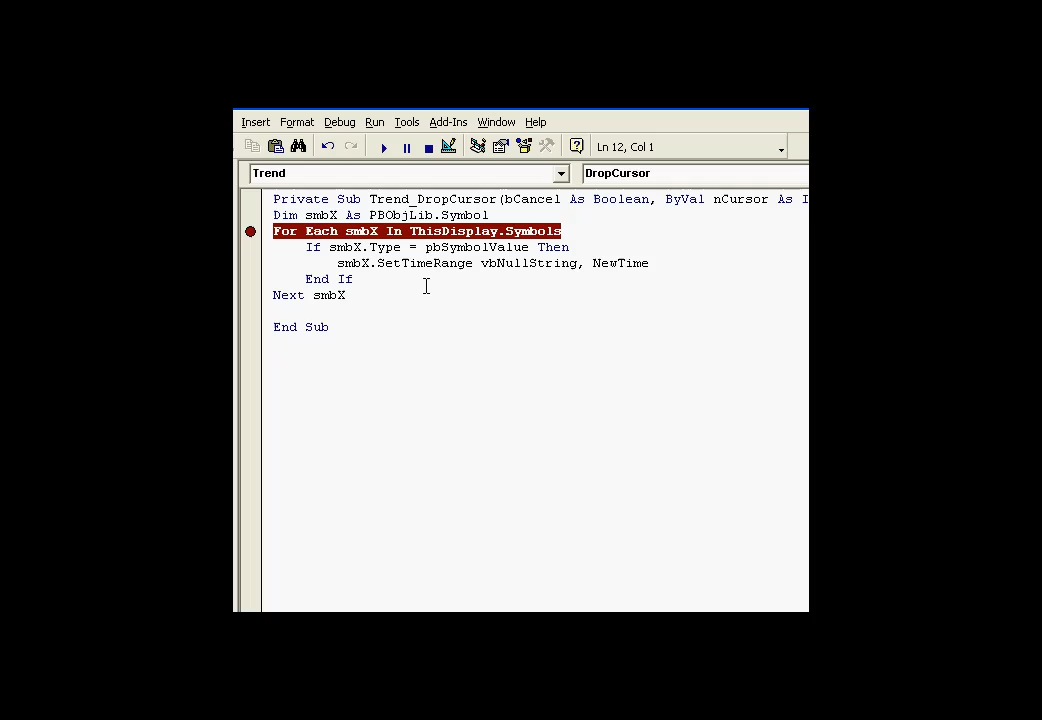 Insert Format Debug Run Tools Add-Ins Window Help
Ln 12, Col 1
Trend DropCursor
Private Sub Trend_DropCursor(bCancel As Boolean, ByVal nCursor As I
Dim smbX As PBObjLib.Symbol
For Each smbX In ThisDisplay.Symbols
If smbX.Type = pbSymbolValue Then
smbX.SetTimeRange vbNullString, NewTime
End If
Next smbX
End Sub